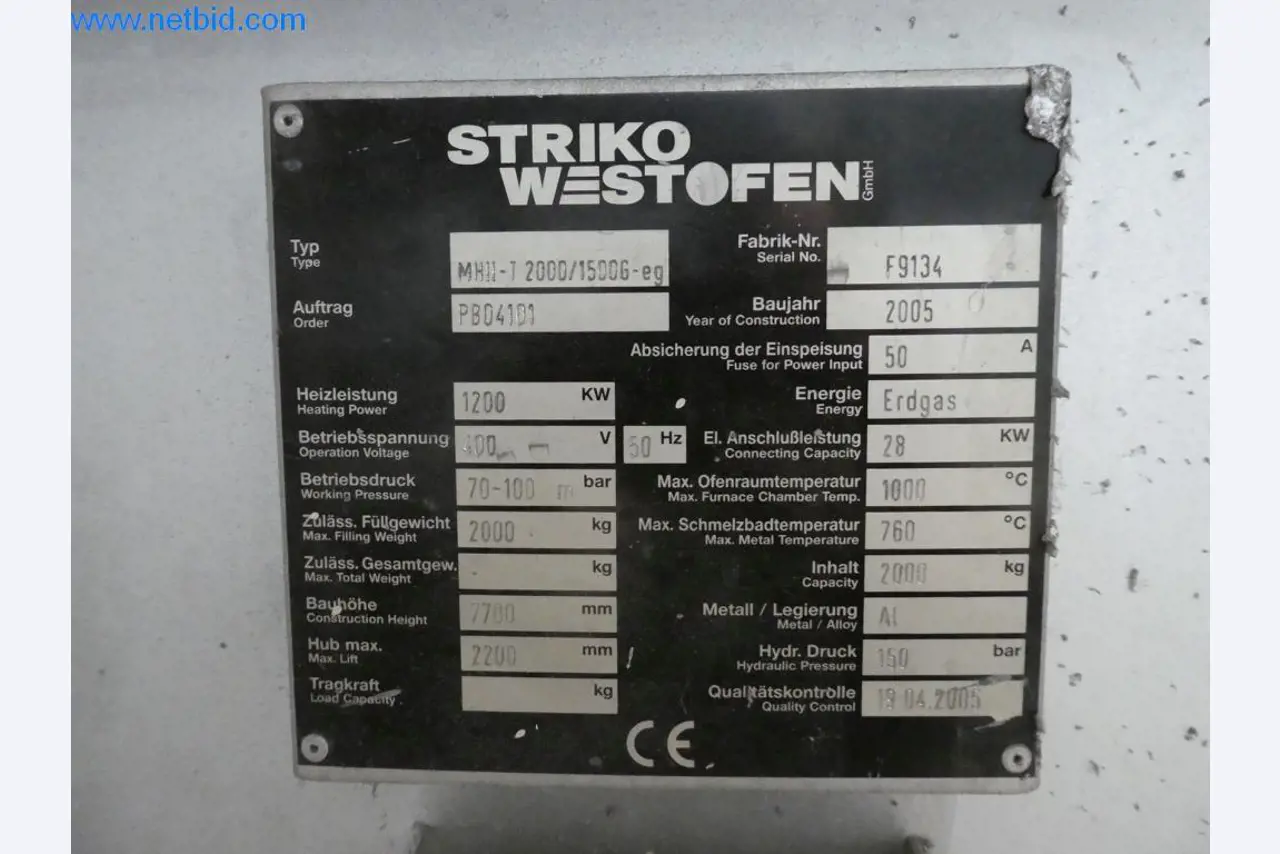 www.netbid.com
STRIKO
WESTOFEN GmbH
Typ
Type
MHII-T 2000/1500G-eg
Fabrik-Nr.
Serial No.
F9134
Auftrag
Order
PB04101
Baujahr
Year of Construction
2005
Absicherung der Einspeisung
Fuse for Power Input
50 A
Heizleistung
Heating Power
1200 KW
Energie
Energy
Erdgas
Betriebsspannung
Operation Voltage
400 V
50 Hz
El. Anschlußleistung
Connecting Capacity
28 KW
Betriebsdruck
Working Pressure
70-100 m bar
Max. Ofenraumtemperatur
Max. Furnace Chamber Temp.
1000 °C
Zuläss. Füllgewicht
Max. Filling Weight
2000 kg
Max. Schmelzbadtemperatur
Max. Metal Temperature
760 °C
Zuläss. Gesamtgew.
Max. Total Weight
kg
Inhalt
Capacity
2000 kg
Bauhöhe
Construction Height
7700 mm
Metall / Legierung
Metal / Alloy
Al
Hub max.
Max. Lift
2200 mm
Hydr. Druck
Hydraulic Pressure
150 bar
Tragkraft
Load Capacity
kg
Qualitätskontrolle
Quality Control
19.04.2005
CE